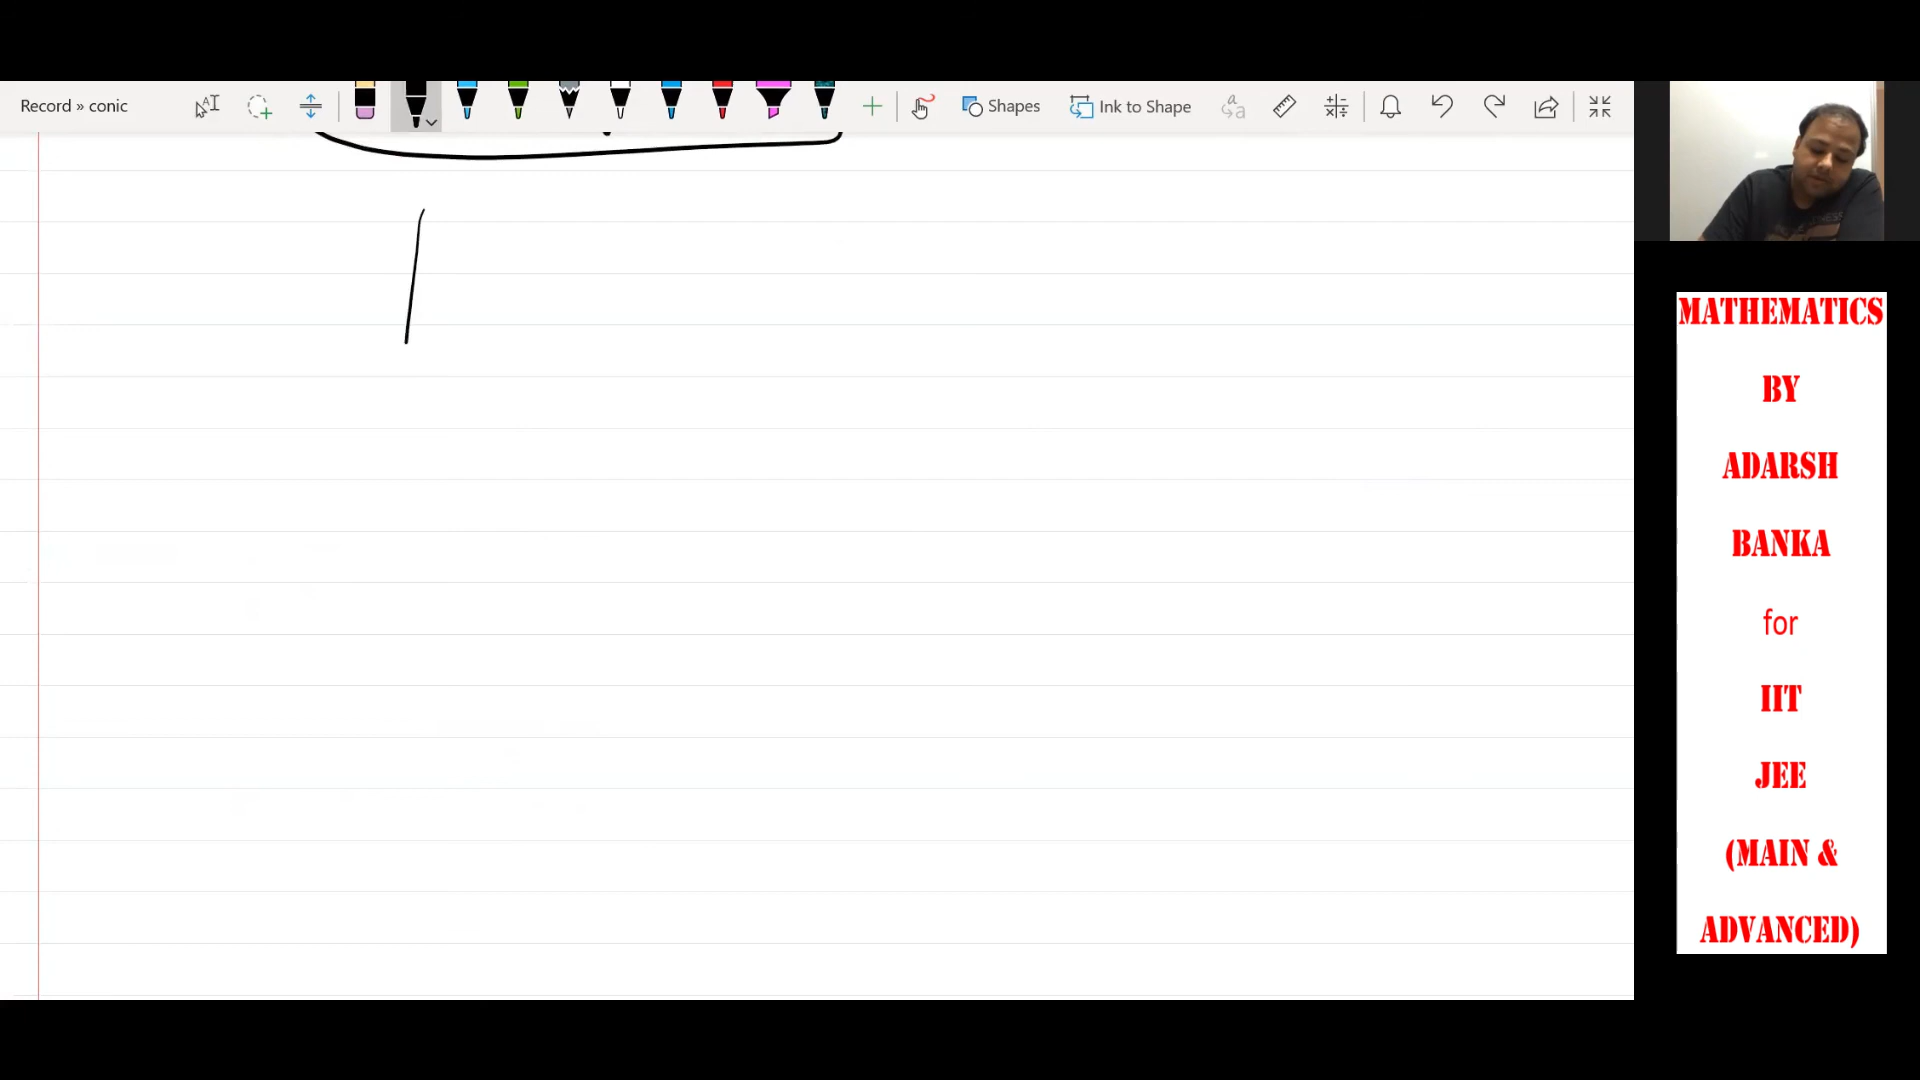 Record » conic
Shapes
Ink to Shape
MATHEMATICS
BY
ADARSH
BANKA
for
IIT
JEE
(MAIN &
ADVANCED)